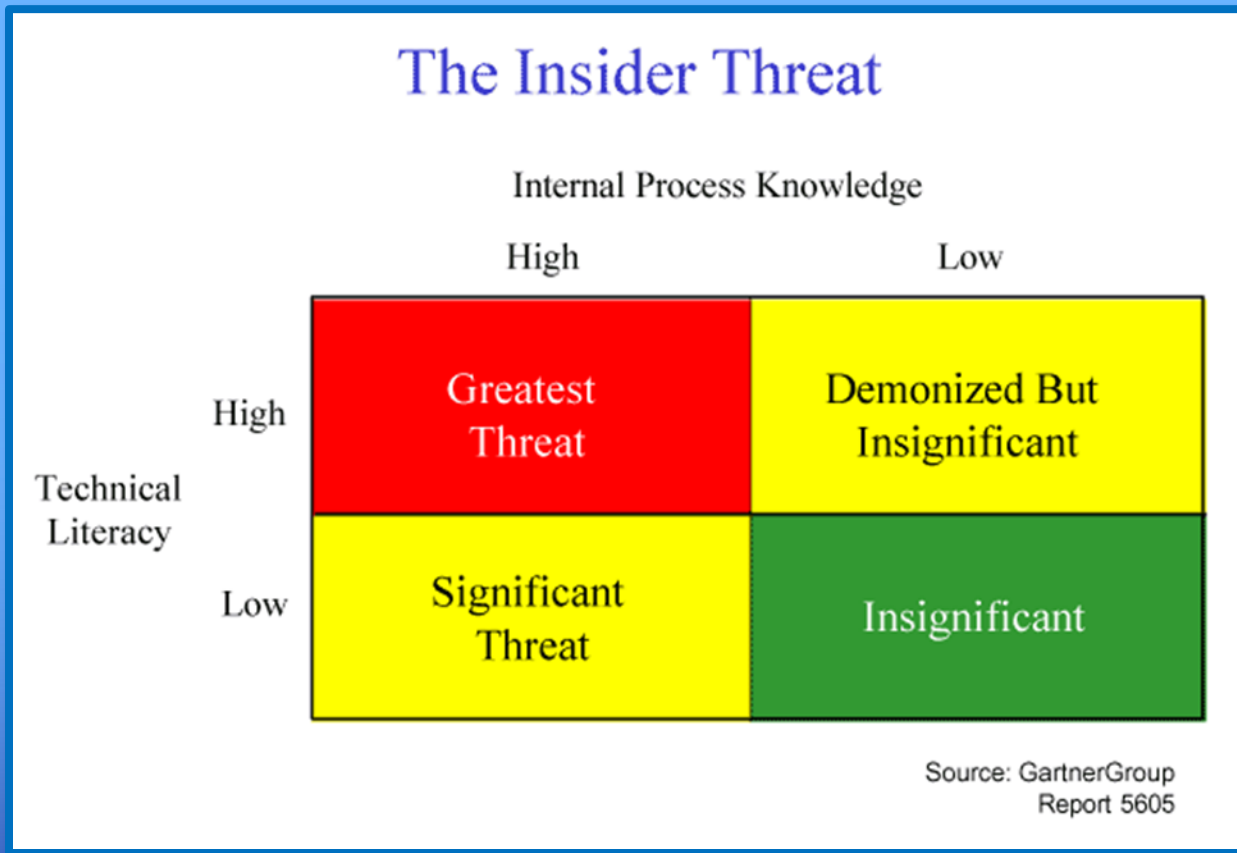 The Insider Threat
Internal Process Knowledge
High
Low
High
Greatest
Threat
Demonized But
Insignificant
Technical
Literacy
Low
Significant
Threat
Insignificant
Source: GartnerGroup
Report 5605